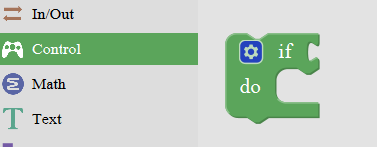 In/Out
Control
Math
Text
if
do